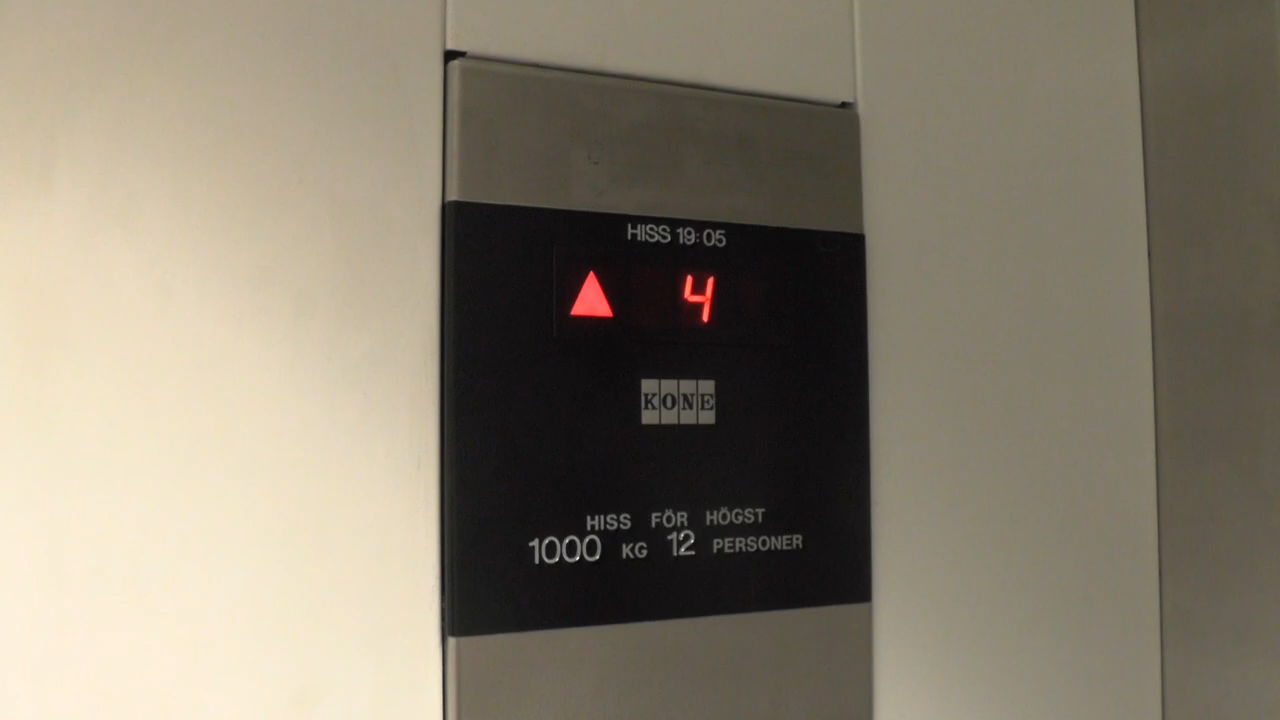 HISS 19:05
4
KONE
HISS FÖR HÖGST
1000 KG 12 PERSONER